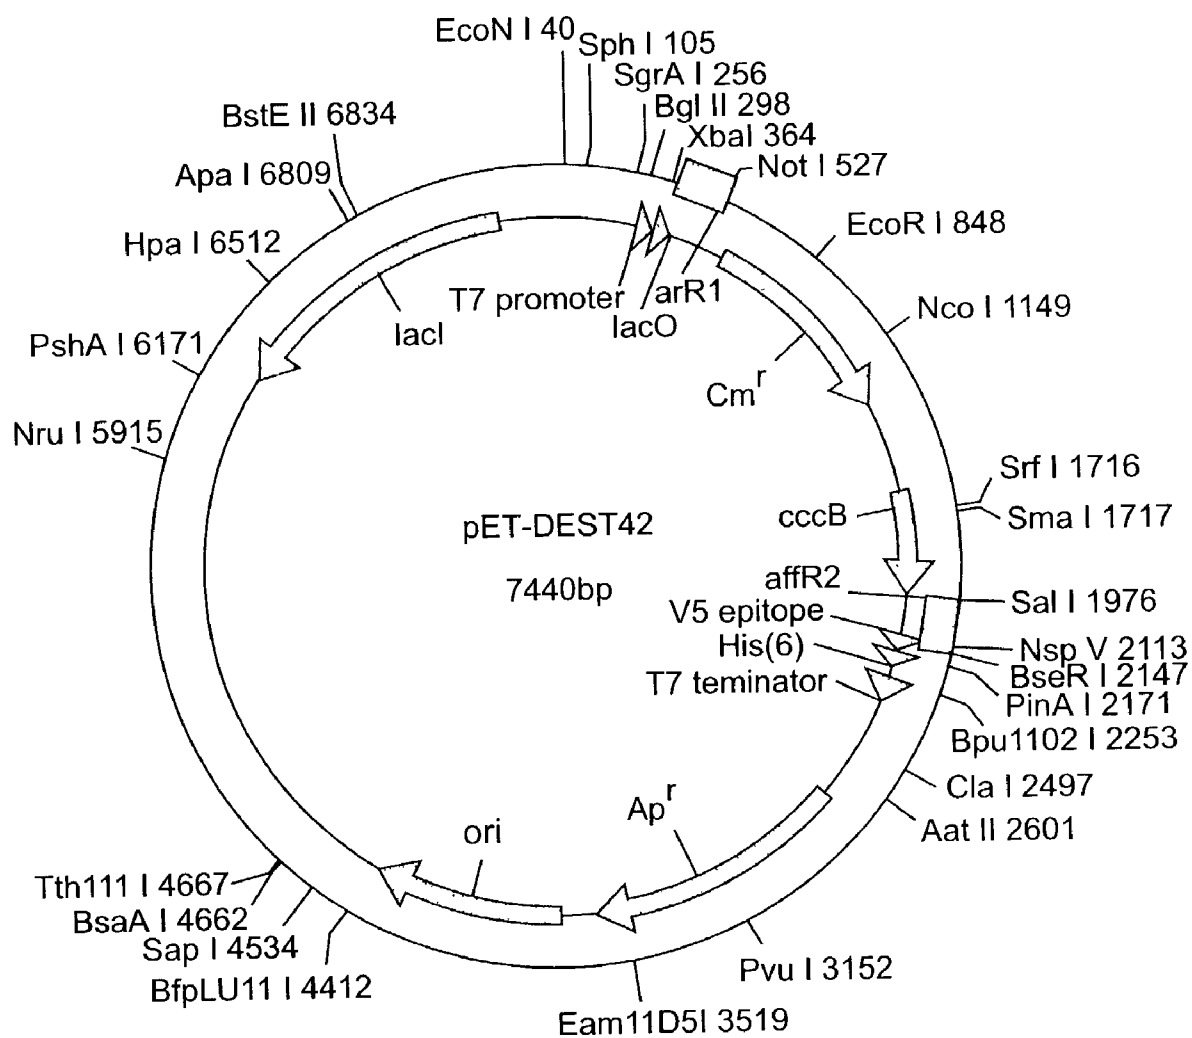 EcoN I 40
Sph I 105
SgrA I 256
Bgl II 298
XbaI 364
Not I 527
EcoR I 848
Nco I 1149
Srf I 1716
Sma I 1717
Sal I 1976
Nsp V 2113
BseR I 2147
PinA I 2171
Bpu1102 I 2253
Cla I 2497
Aat II 2601
Pvu I 3152
Eam11D5I 3519
BfpLU11 I 4412
Sap I 4534
BsaA I 4662
Tth111 I 4667
Nru I 5915
PshA I 6171
Hpa I 6512
Apa I 6809
BstE II 6834
lacI
T7 promoter
lacO
arR1
Cmʳ
cccB
affR2
V5 epitope
His(6)
T7 teminator
Apʳ
ori
pET-DEST42
7440bp